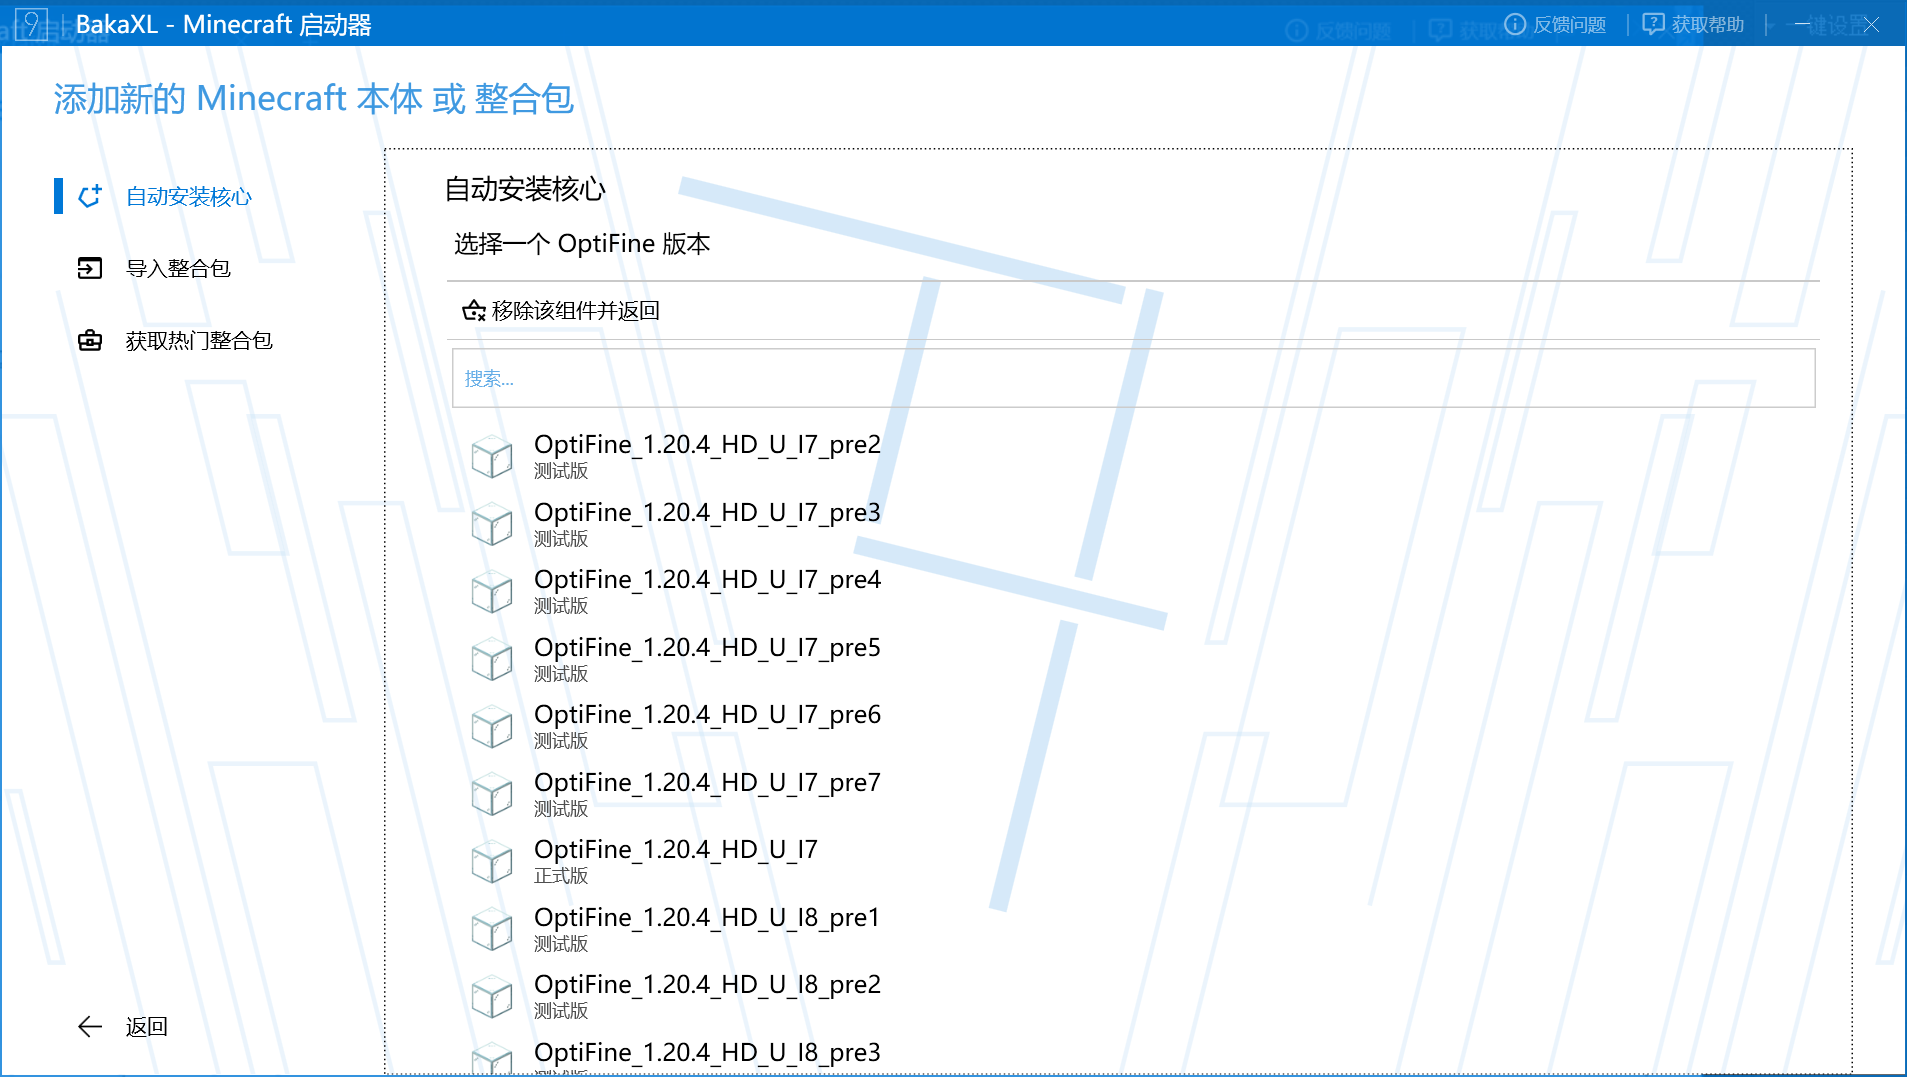 BakaXL - Minecraft 启动器
反馈问题
获取帮助
添加新的 Minecraft 本体 或 整合包
自动安装核心
导入整合包
获取热门整合包
返回
自动安装核心
选择一个 OptiFine 版本
移除该组件并返回
搜索...
OptiFine_1.20.4_HD_U_I7_pre2
测试版
OptiFine_1.20.4_HD_U_I7_pre3
测试版
OptiFine_1.20.4_HD_U_I7_pre4
测试版
OptiFine_1.20.4_HD_U_I7_pre5
测试版
OptiFine_1.20.4_HD_U_I7_pre6
测试版
OptiFine_1.20.4_HD_U_I7_pre7
测试版
OptiFine_1.20.4_HD_U_I7
正式版
OptiFine_1.20.4_HD_U_I8_pre1
测试版
OptiFine_1.20.4_HD_U_I8_pre2
测试版
OptiFine_1.20.4_HD_U_I8_pre3